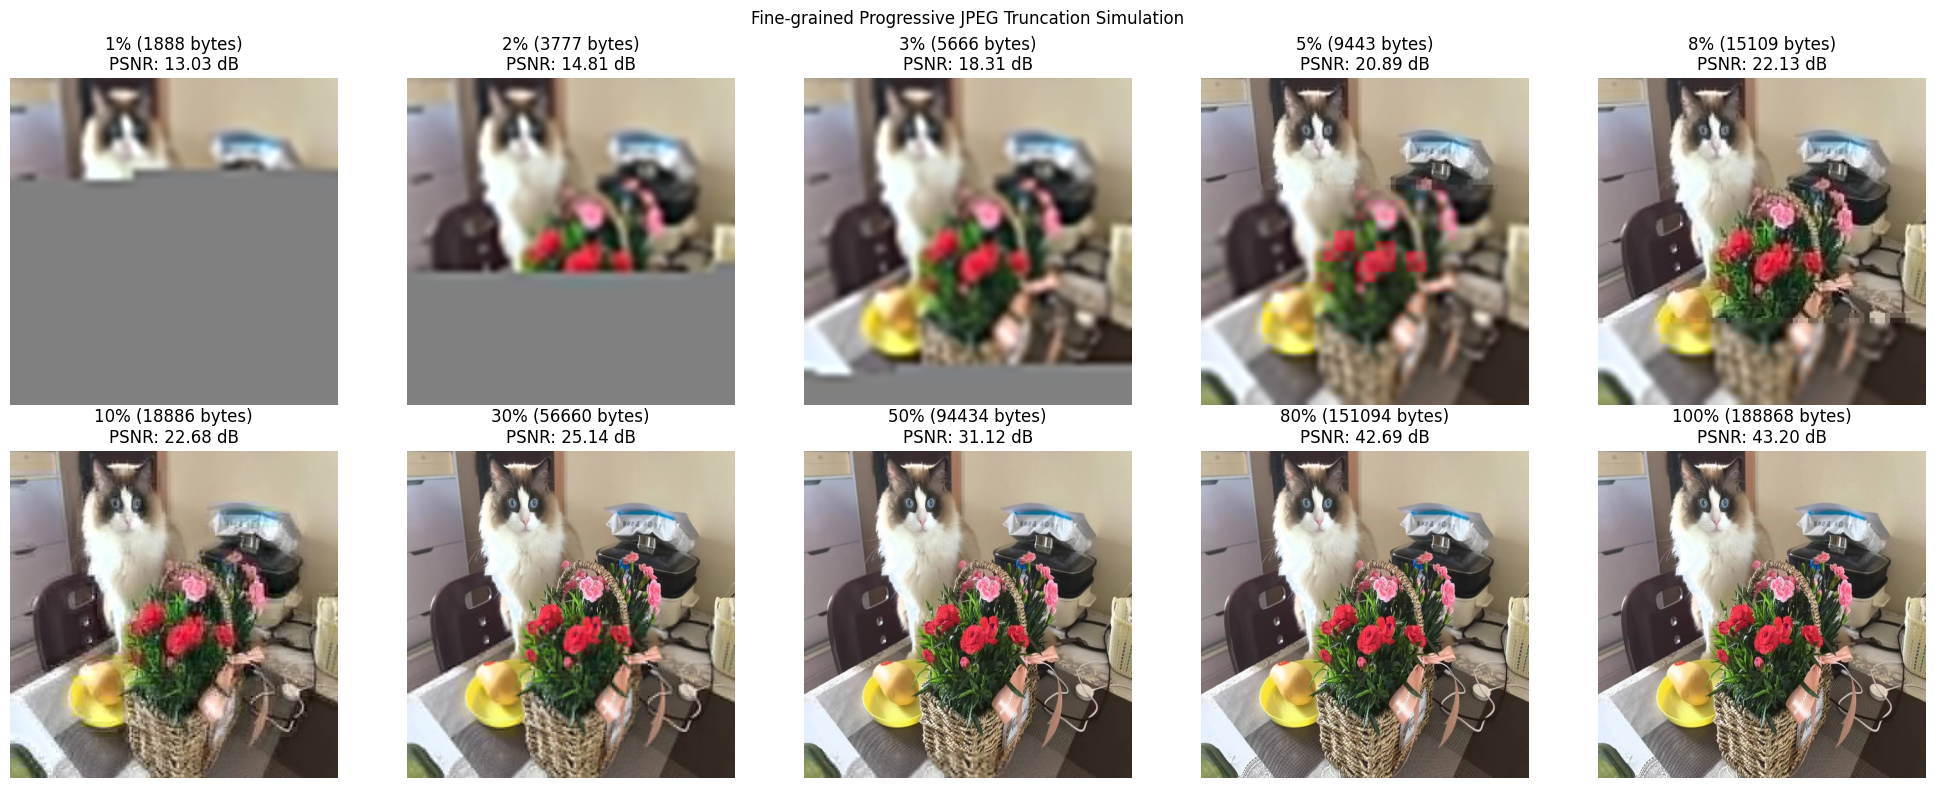 Fine-grained Progressive JPEG Truncation Simulation
1% (1888 bytes)
PSNR: 13.03 dB
2% (3777 bytes)
PSNR: 14.81 dB
3% (5666 bytes)
PSNR: 18.31 dB
5% (9443 bytes)
PSNR: 20.89 dB
8% (15109 bytes)
PSNR: 22.13 dB
10% (18886 bytes)
PSNR: 22.68 dB
30% (56660 bytes)
PSNR: 25.14 dB
50% (94434 bytes)
PSNR: 31.12 dB
80% (151094 bytes)
PSNR: 42.69 dB
100% (188868 bytes)
PSNR: 43.20 dB